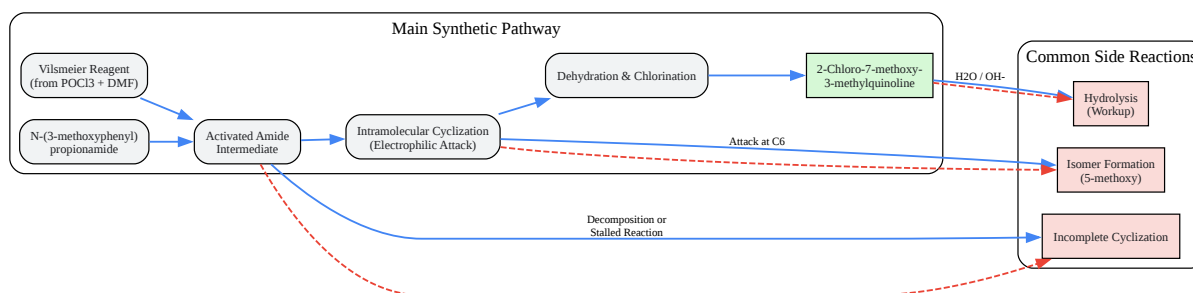 Main Synthetic Pathway
Common Side Reactions
Vilsmeier Reagent
(from POCl3 + DMF)
N-(3-methoxyphenyl)
propionamide
Activated Amide
Intermediate
Intramolecular Cyclization
(Electrophilic Attack)
Dehydration & Chlorination
2-Chloro-7-methoxy-
3-methylquinoline
H2O / OH-
Hydrolysis
(Workup)
Attack at C6
Isomer Formation
(5-methoxy)
Decomposition or
Stalled Reaction
Incomplete Cyclization